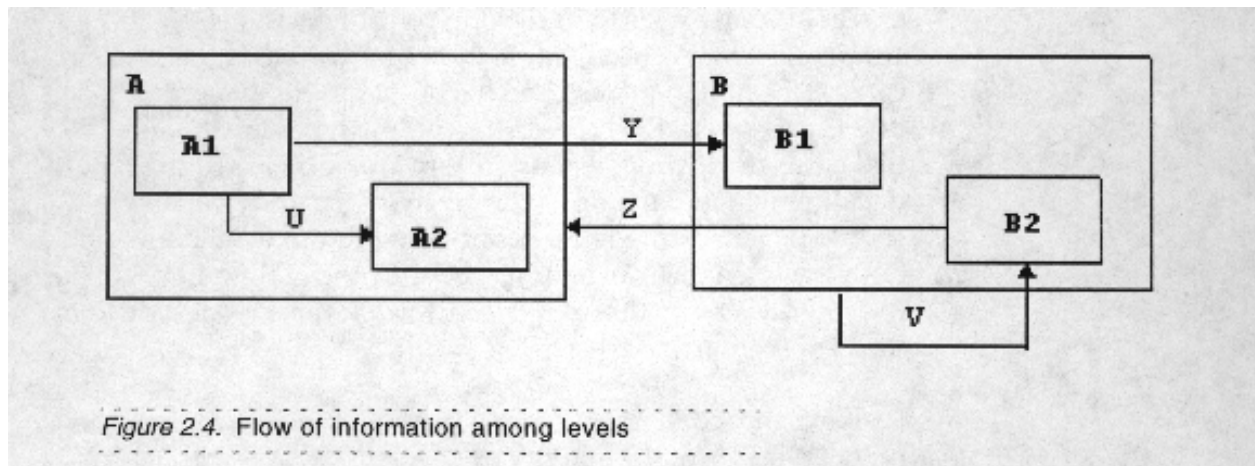 A
B
A1
Y
B1
U
A2
Z
B2
V
Figure 2.4. Flow of information among levels